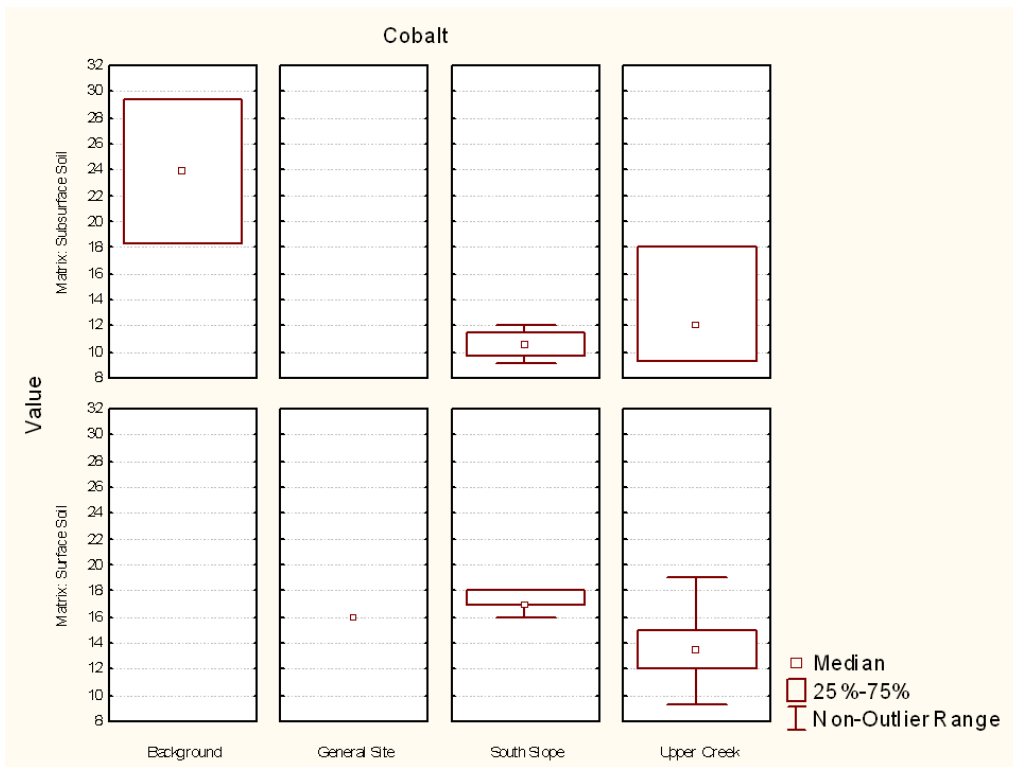 Cobalt
Value
Matrix: Subsurface Soil
32
30
28
26
24
22
20
18
16
14
12
10
8
Matrix: Surface Soil
32
30
28
26
24
22
20
18
16
14
12
10
8
Background
General Site
South Slope
Upper Creek
Median
25%-75%
Non-Outlier Range